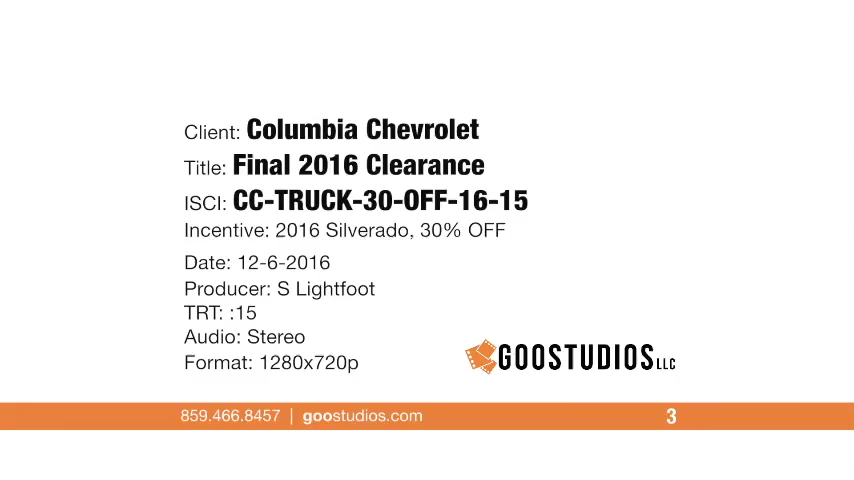 Client: Columbia Chevrolet
Title: Final 2016 Clearance
ISCI: CC-TRUCK-30-OFF-16-15
Incentive: 2016 Silverado, 30% OFF
Date: 12-6-2016
Producer: S Lightfoot
TRT: :15
Audio: Stereo
Format: 1280x720p
GOOSTUDIOS LLC
859.466.8457 | goostudios.com
3